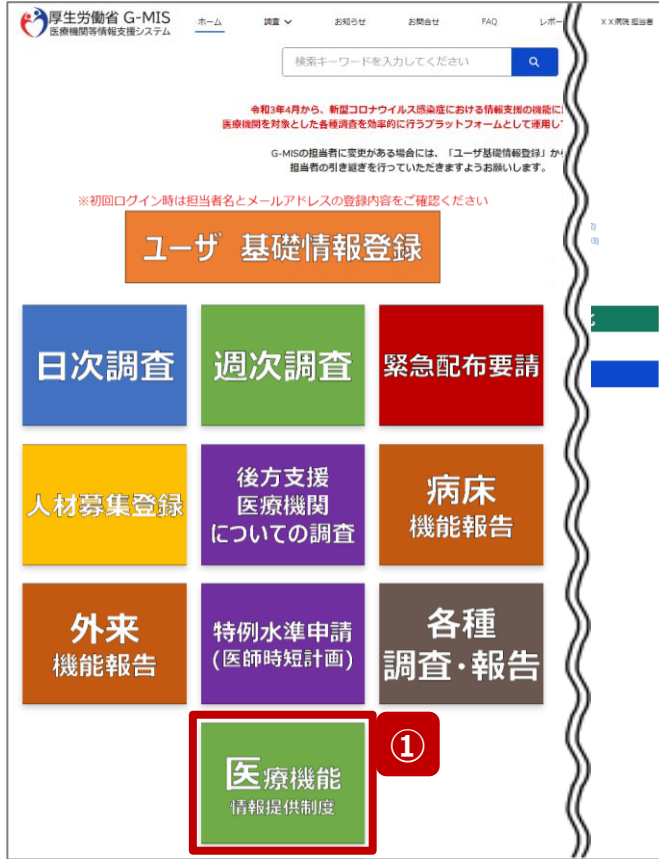 厚生労働省 G-MIS
医療機関等情報支援システム
ホーム 調査 お知らせ お問合せ FAQ レポー ××病院 担当者
検索キーワードを入力してください
令和3年4月から、新型コロナウイルス感染症における情報支援の機能に
医療機関を対象とした各種調査を効率的に行うプラットフォームとして運用し
G-MISの担当者に変更がある場合には、「ユーザ基礎情報登録」か
担当者の引き継ぎを行っていただきますようお願いします。
※初回ログイン時は担当者名とメールアドレスの登録内容をご確認ください
ユーザ 基礎情報登録
日次調査
週次調査
緊急配布要請
人材募集登録
後方支援
医療機関
についての調査
病床
機能報告
外来
機能報告
特例水準申請
(医師時短計画)
各種
調査・報告
医療機能
情報提供制度
①